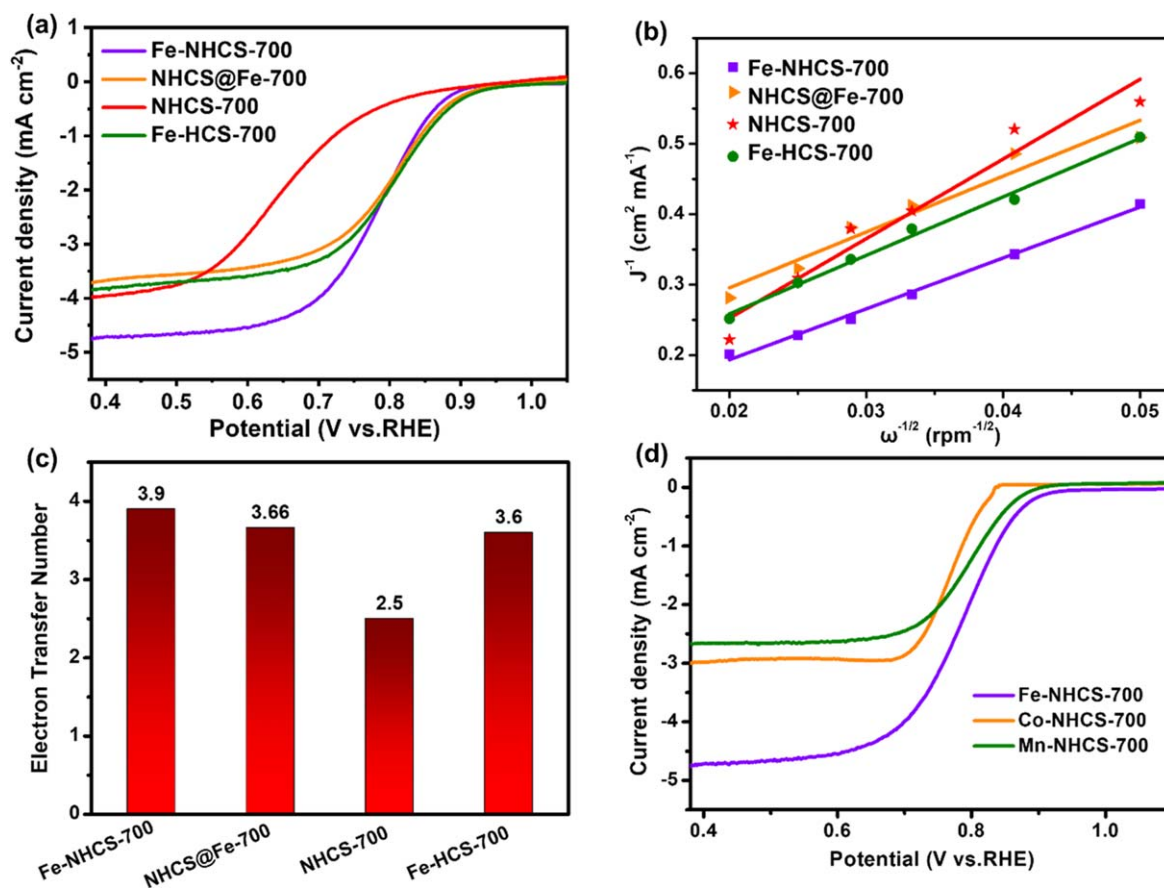 (a)
Fe-NHCS-700
NHCS@Fe-700
NHCS-700
Fe-HCS-700
1
0
-1
-2
-3
-4
-5
Current density (mA cm-2)
0.4 0.5 0.6 0.7 0.8 0.9 1.0
Potential (V vs.RHE)
(b)
Fe-NHCS-700
NHCS@Fe-700
NHCS-700
Fe-HCS-700
0.6
0.5
0.4
0.3
0.2
J-1 (cm2 mA-1)
0.02 0.03 0.04 0.05
ω-1/2 (rpm-1/2)
(c)
4
2
0
Electron Transfer Number
3.9 3.66 2.5 3.6
Fe-NHCS-700 NHCS@Fe-700 NHCS-700 Fe-HCS-700
(d)
0
-1
-2
-3
-4
-5
Current density (mA cm-2)
Fe-NHCS-700
Co-NHCS-700
Mn-NHCS-700
0.4 0.6 0.8 1.0
Potential (V vs.RHE)